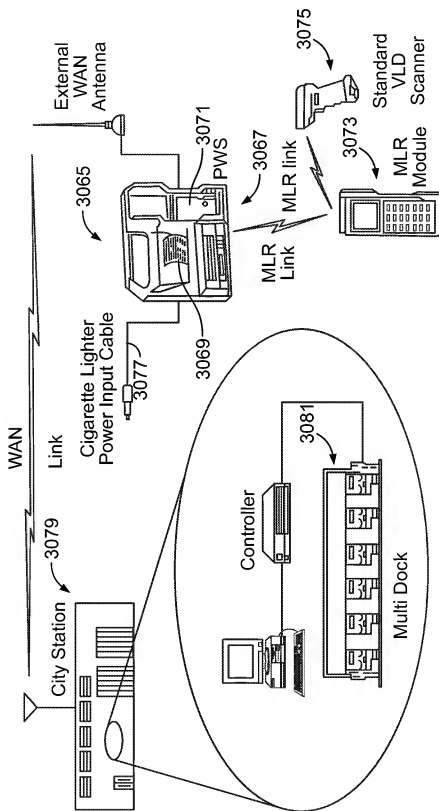 WAN
Link
External
WAN
Antenna
City Station
3079
Cigarette Lighter
Power Input Cable
3077
3065
3069
3071
PWS
3067
MLR
Link
MLR link
3075
3073
Standard
VLD
Scanner
MLR
Module
Controller
3081
Multi Dock